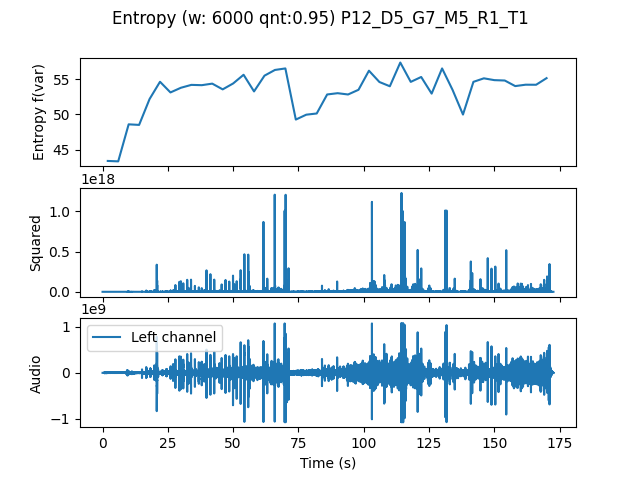 Entropy (w: 6000 qnt:0.95) P12_D5_G7_M5_R1_T1
Entropy f(var)
55
50
45
1e18
Squared
1.0
0.5
0.0
1e9
Audio
1
0
−1
Left channel
0
25
50
75
100
125
150
175
Time (s)